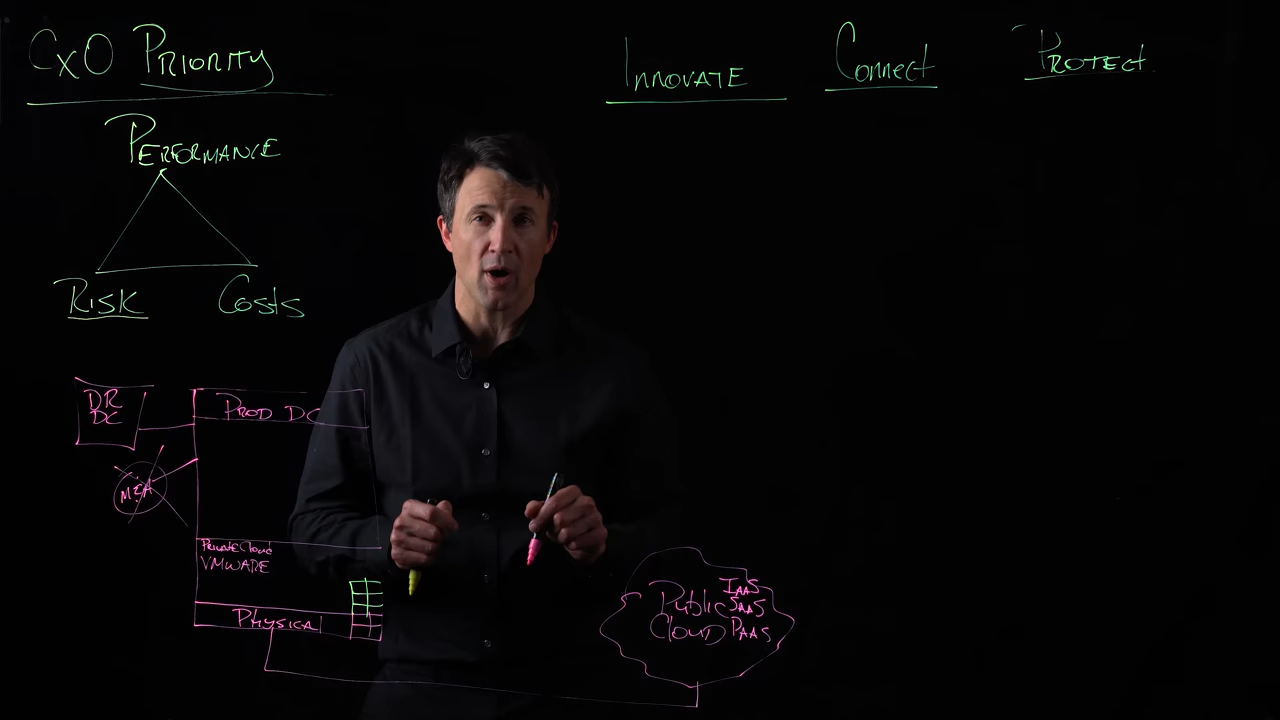 CxO PRIORITY
INNOVATE
Connect
PROTECT
PERFORMANCE
RISK
Costs
DR
DC
PROD DC
M&A
PRIVATE CLOUD
VMWARE
PHYSICAL
PUBLIC
CLOUD
IAAS
SAAS
PAAS